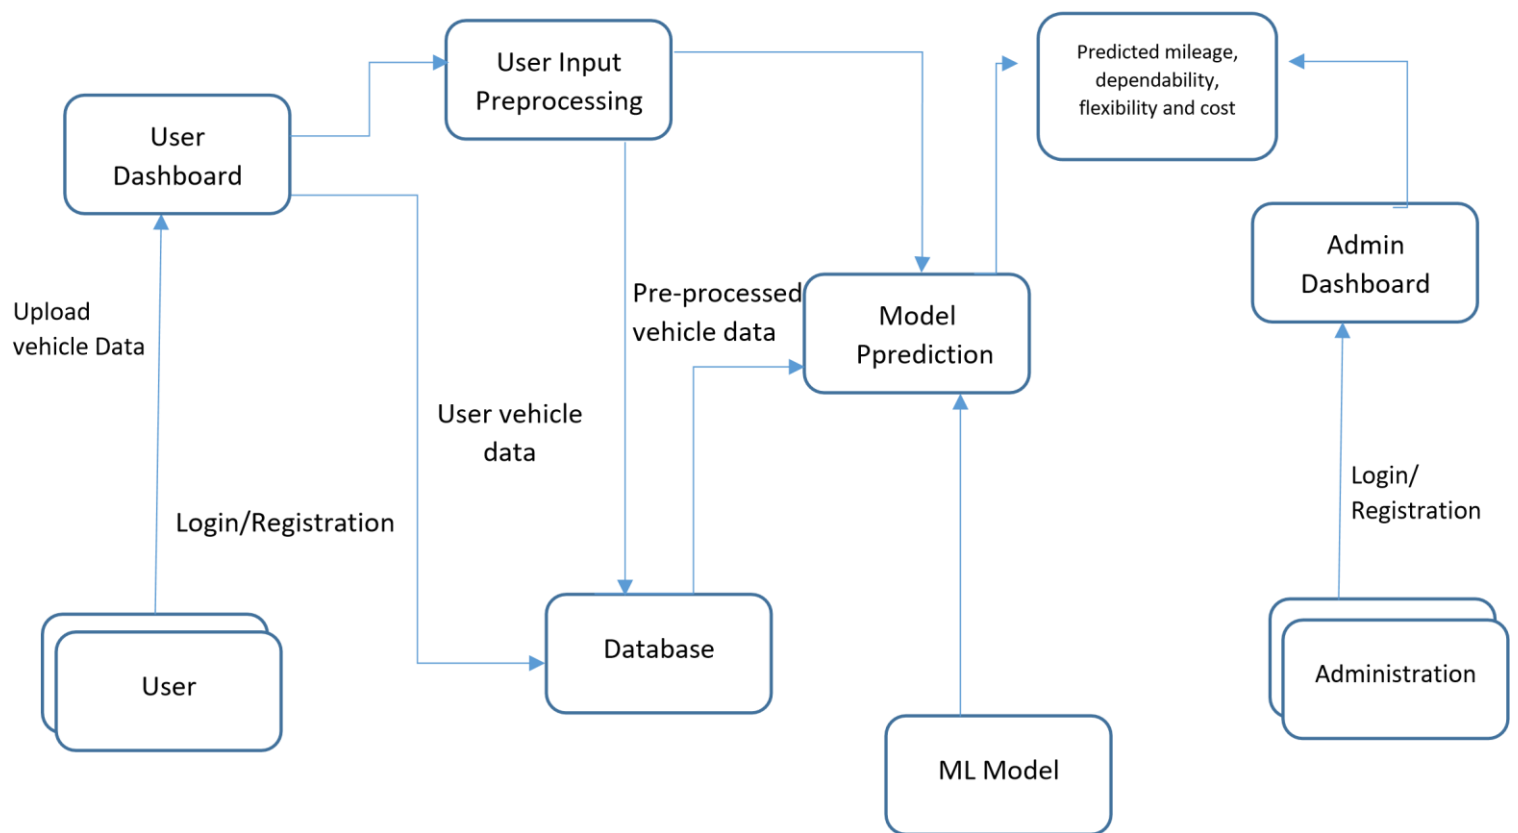 User Input
Preprocessing
Predicted mileage,
dependability,
flexibility and cost
User
Dashboard
Admin
Dashboard
Upload
vehicle Data
Pre-processed
vehicle data
Model
Pprediction
User vehicle
data
Login/Registration
Login/
Registration
Database
User
Administration
ML Model